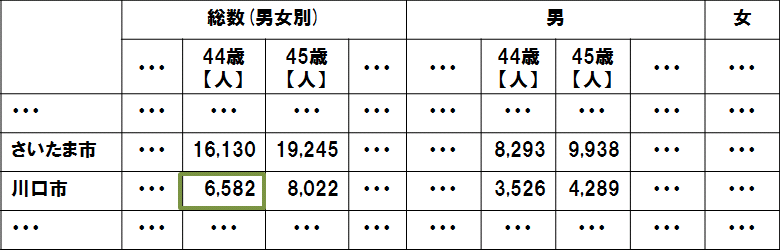 総数(男女別) 男 女
… 44歳【人】 45歳【人】 … … 44歳【人】 45歳【人】 … …
… … … … … … … … … …
さいたま市 … 16,130 19,245 … … 8,293 9,938 … …
川口市 … 6,582 8,022 … … 3,526 4,289 … …
… … … … … … … … … …